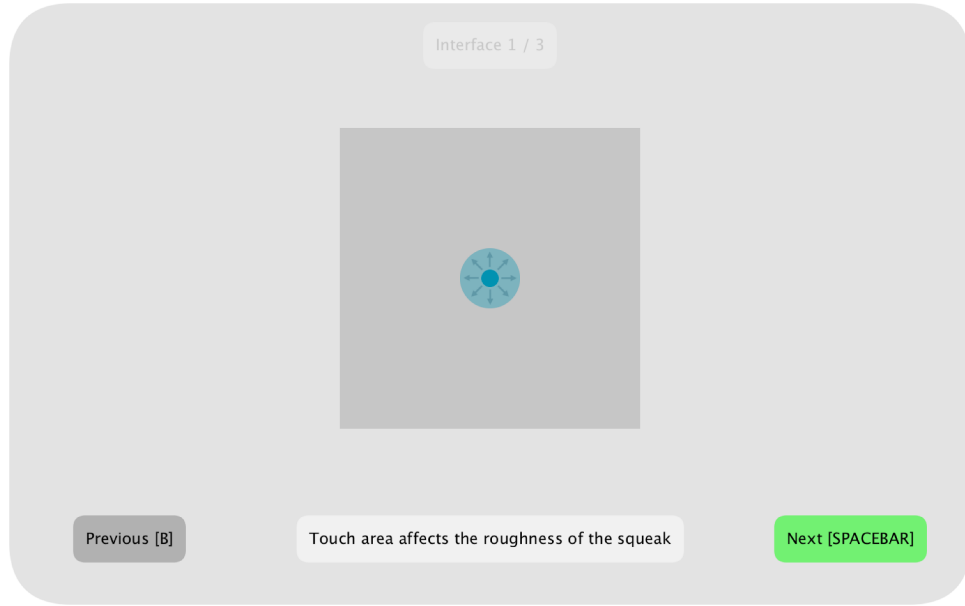 Interface 1 / 3
Previous [B]
Touch area affects the roughness of the squeak
Next [SPACEBAR]